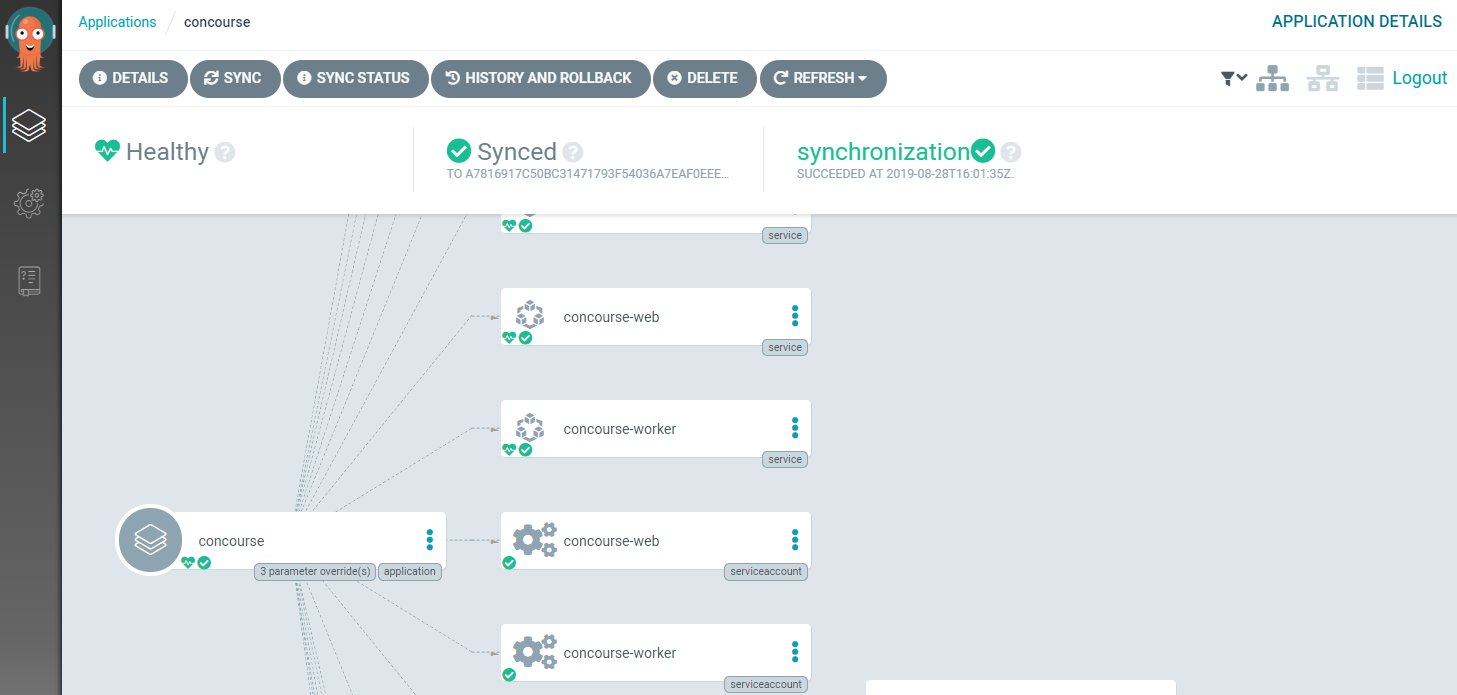 Applications / concourse
APPLICATION DETAILS
DETAILS SYNC SYNC STATUS HISTORY AND ROLLBACK DELETE REFRESH
Logout
Healthy
Synced
TO A7816917C50BC31471793F54036A7EAF0EEE...
synchronization
SUCCEEDED AT 2019-08-28T16:01:35Z.
service
concourse-web
service
concourse-worker
service
concourse
3 parameter override(s) application
concourse-web
serviceaccount
concourse-worker
serviceaccount